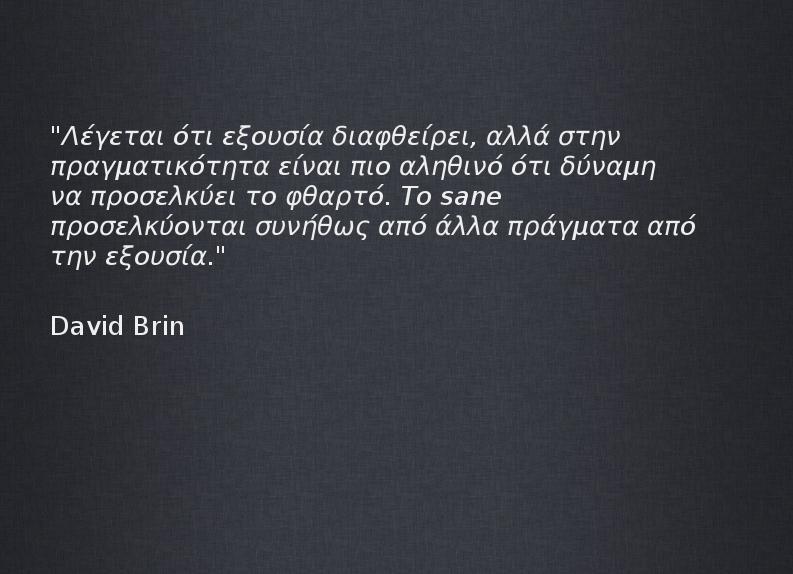 "Λέγεται ότι εξουσία διαφθείρει, αλλά στην
πραγματικότητα είναι πιο αληθινό ότι δύναμη
να προσελκύει το φθαρτό. Το sane
προσελκύονται συνήθως από άλλα πράγματα από
την εξουσία."
David Brin